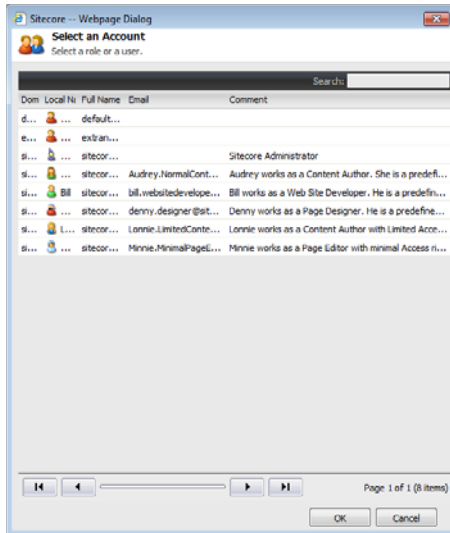 Sitecore -- Webpage Dialog
Select an Account
Select a role or a user.
Search:
Dom Local Na Full Name Email Comment
d... ... default...
e... ... extran...
si... ... sitecor... Sitecore Administrator
si... ... sitecor... Audrey.NormalCont... Audrey works as a Content Author. She is a predefi...
si... Bill sitecor... bill.websitedevelope... Bill works as a Web Site Developer. He is a predefin...
si... ... sitecor... denny.designer@sit... Denny works as a Page Designer. He is a predefine...
si... L... sitecor... Lonnie.LimitedConte... Lonnie works as a Content Author with Limited Acce...
si... ... sitecor... Minnie.MinimalPageE... Minnie works as a Page Editor with minimal Access ri...
Page 1 of 1 (8 items)
OK Cancel